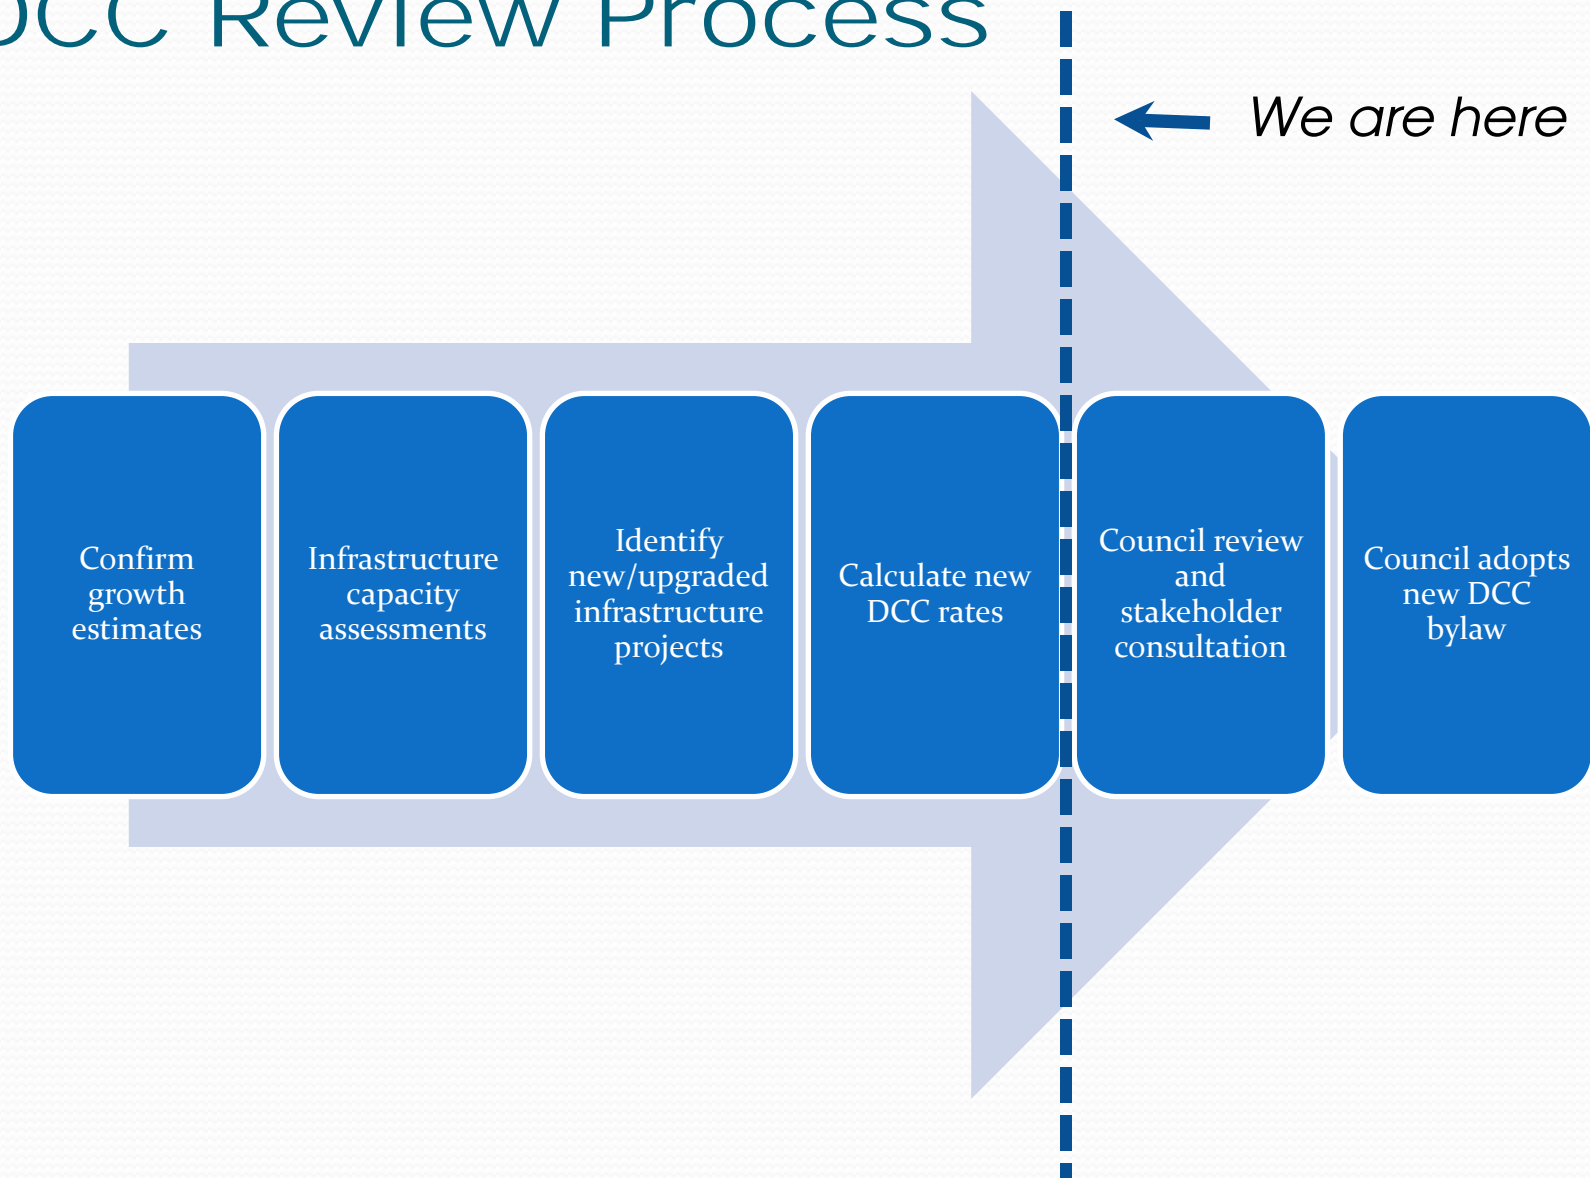 DCC Review Process
We are here
Confirm
growth
estimates
Infrastructure
capacity
assessments
Identify
new/upgraded
infrastructure
projects
Calculate new
DCC rates
Council review
and
stakeholder
consultation
Council adopts
new DCC
bylaw